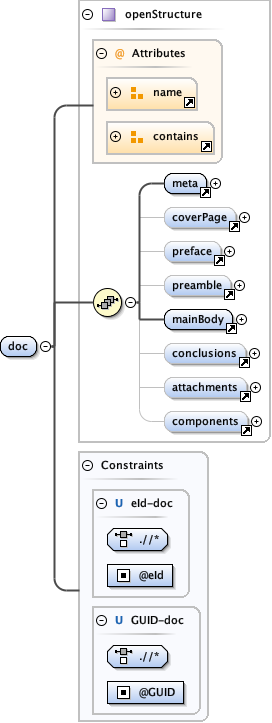 openStructure
@ Attributes
name
contains
meta
coverPage
preface
preamble
mainBody
doc
conclusions
attachments
components
Constraints
U eId-doc
.//*
@eId
U GUID-doc
.//*
@GUID